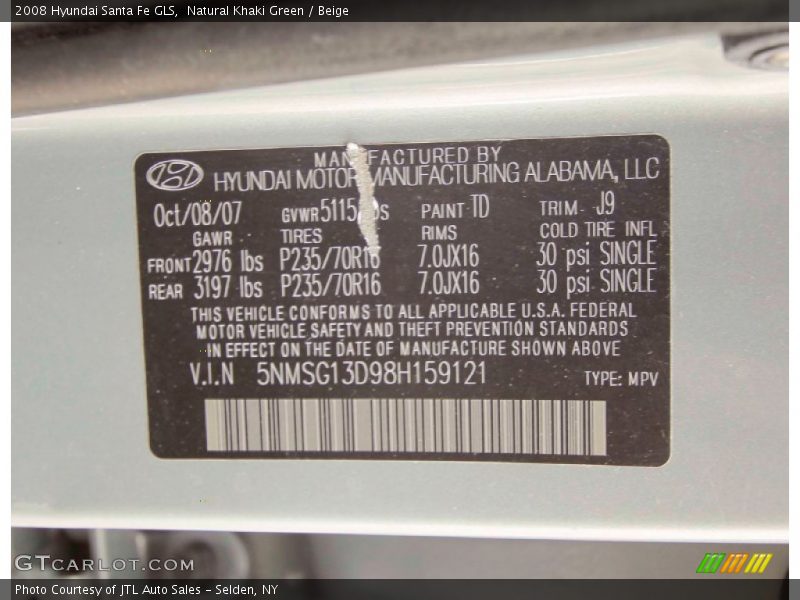 2008 Hyundai Santa Fe GLS,  Natural Khaki Green / Beige
MANUFACTURED BY
HYUNDAI MOTOR MANUFACTURING ALABAMA, LLC
Oct/08/07 GVWR 5115 lbs PAINT TD TRIM J9
GAWR TIRES RIMS COLD TIRE INFL
FRONT 2976 lbs P235/70R16 7.0JX16 30 psi SINGLE
REAR 3197 lbs P235/70R16 7.0JX16 30 psi SINGLE
THIS VEHICLE CONFORMS TO ALL APPLICABLE U.S.A. FEDERAL
MOTOR VEHICLE SAFETY AND THEFT PREVENTION STANDARDS
IN EFFECT ON THE DATE OF MANUFACTURE SHOWN ABOVE
V.I.N 5NMSG13D98H159121 TYPE: MPV
GTCARLOT.COM
Photo Courtesy of JTL Auto Sales – Selden, NY